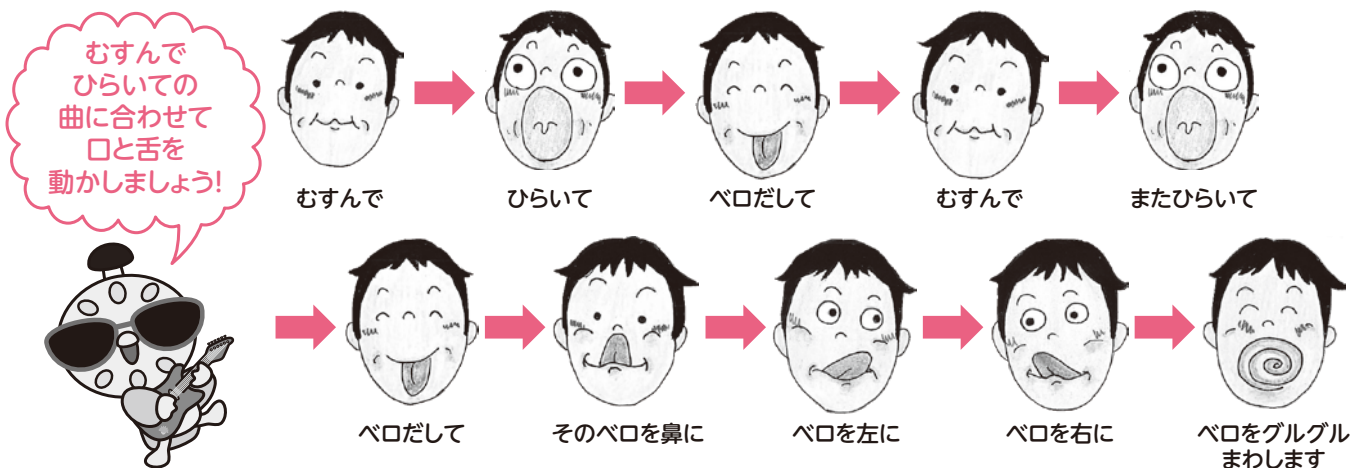 むすんで
ひらいての
曲に合わせて
口と舌を
動かしましょう!
むすんで
ひらいて
ベロだして
むすんで
またひらいて
ベロだして
そのベロを鼻に
ベロを左に
ベロを右に
ベロをグルグル
まわします